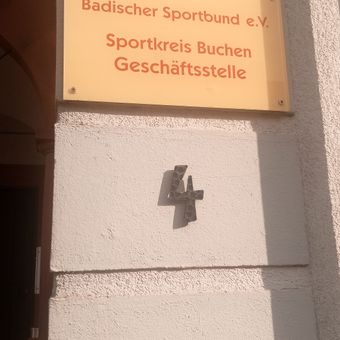 Badischer Sportbund e.V.
Sportkreis Buchen
Geschäftsstelle
4